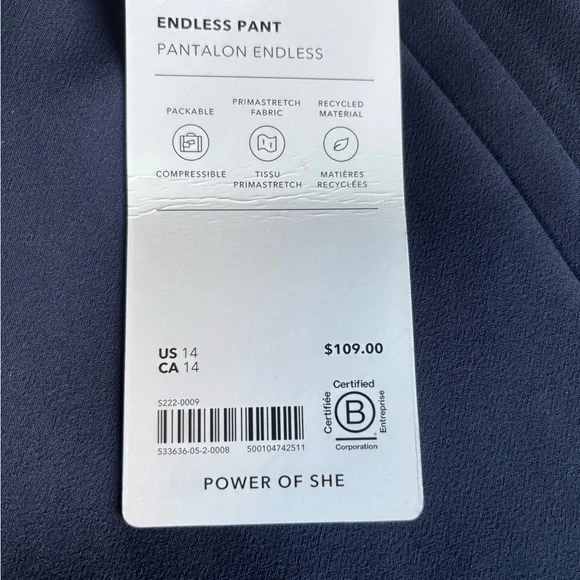 ENDLESS PANT
PANTALON ENDLESS
PACKABLE
PRIMASTRETCH
FABRIC
RECYCLED
MATERIAL
COMPRESSIBLE
TISSU
PRIMASTRETCH
MATIÈRES
RECYCLÉES
US 14
CA 14
$109.00
S222-0009
533636-05-2-0008 500104742511
Certified
Certifiée
B
Entreprise
Corporation
POWER OF SHE